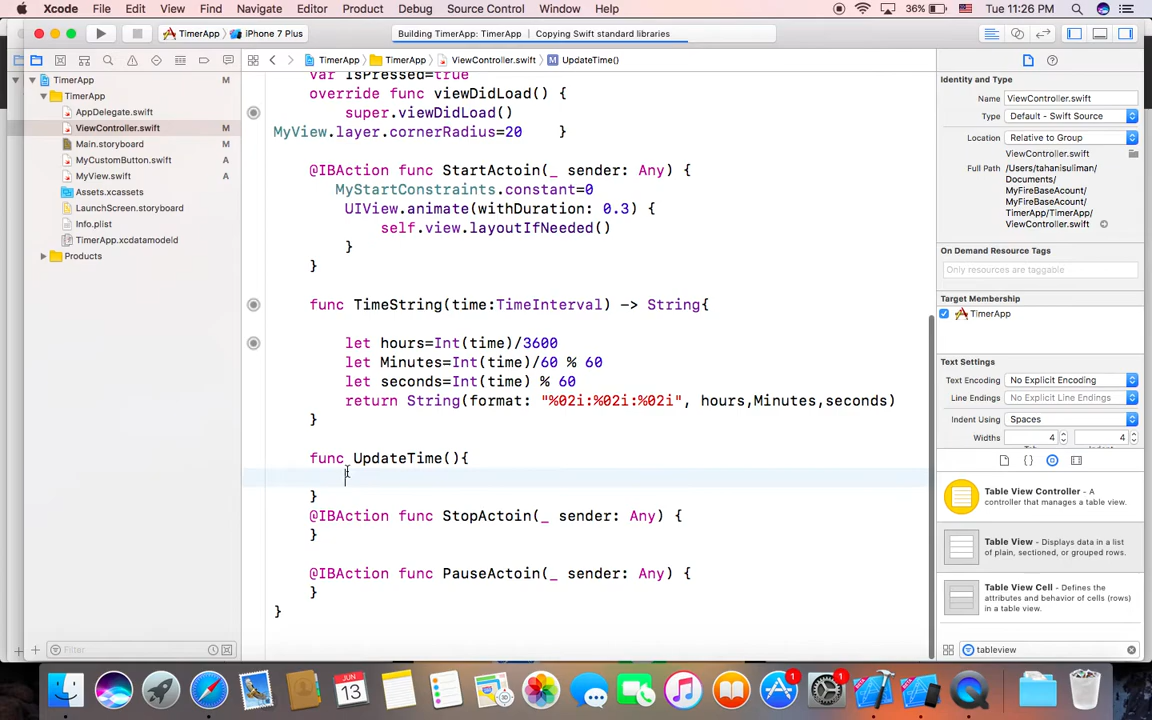 Xcode File Edit View Find Navigate Editor Product Debug Source Control Window Help 36% Tue 11:26 PM
TimerApp iPhone 7 Plus Building TimerApp: TimerApp Copying Swift standard libraries
TimerApp TimerApp ViewController.swift UpdateTime()
TimerApp M
TimerApp
AppDelegate.swift
ViewController.swift M
Main.storyboard M
MyCustomButton.swift A
MyView.swift A
Assets.xcassets
LaunchScreen.storyboard
Info.plist
TimerApp.xcdatamodeld
Products
Filter
var isPressed=true
override func viewDidLoad() {
super.viewDidLoad()
MyView.layer.cornerRadius=20 }
@IBAction func StartActoin(_ sender: Any) {
MyStartConstraints.constant=0
UIView.animate(withDuration: 0.3) {
self.view.layoutIfNeeded()
}
}
func TimeString(time:TimeInterval) -> String{
let hours=Int(time)/3600
let Minutes=Int(time)/60 % 60
let seconds=Int(time) % 60
return String(format: "%02i:%02i:%02i", hours,Minutes,seconds)
}
func UpdateTime(){
}
@IBAction func StopActoin(_ sender: Any) {
}
@IBAction func PauseActoin(_ sender: Any) {
}
}
Identity and Type
Name ViewController.swift
Type Default - Swift Source
Location Relative to Group
ViewController.swift
Full Path /Users/tahanisuliman/
Documents/
MyFireBaseAcount/
MyFireBaseAcount/
TimerApp/TimerApp/
ViewController.swift
On Demand Resource Tags
Only resources are taggable
Target Membership
TimerApp
Text Settings
Text Encoding No Explicit Encoding
Line Endings No Explicit Line Endings
Indent Using Spaces
Widths 4 4
Table View Controller - A
controller that manages a table view.
Table View - Displays data in a list
of plain, sectioned, or grouped rows.
Table View Cell - Defines the
attributes and behavior of cells (rows)
in a table view.
tableview
JUN
13
1
1